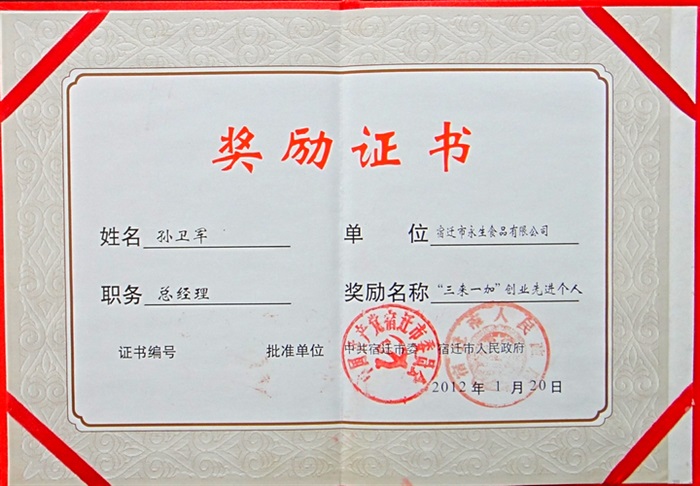 奖励证书
姓名 孙卫军 单位 宿迁市永生食品有限公司
职务 总经理 奖励名称 “三来一加”创业先进个人
证书编号 批准单位 中共宿迁市委 宿迁市人民政府
2012年1月20日